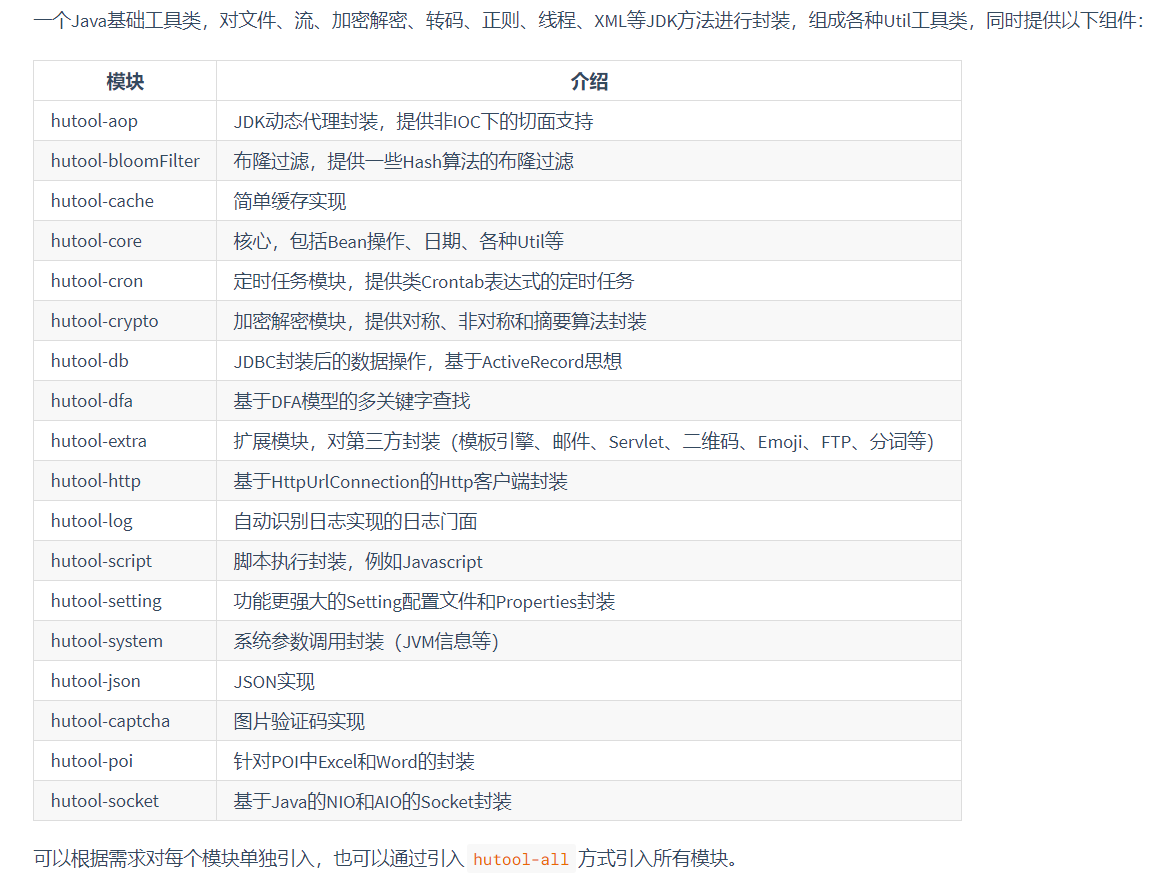 一个Java基础工具类，对文件、流、加密解密、转码、正则、线程、XML等JDK方法进行封装，组成各种Util工具类，同时提供以下组件：
模块 介绍
hutool-aop JDK动态代理封装，提供非IOC下的切面支持
hutool-bloomFilter 布隆过滤，提供一些Hash算法的布隆过滤
hutool-cache 简单缓存实现
hutool-core 核心，包括Bean操作、日期、各种Util等
hutool-cron 定时任务模块，提供类Crontab表达式的定时任务
hutool-crypto 加密解密模块，提供对称、非对称和摘要算法封装
hutool-db JDBC封装后的数据操作，基于ActiveRecord思想
hutool-dfa 基于DFA模型的多关键字查找
hutool-extra 扩展模块，对第三方封装（模板引擎、邮件、Servlet、二维码、Emoji、FTP、分词等）
hutool-http 基于HttpUrlConnection的Http客户端封装
hutool-log 自动识别日志实现的日志门面
hutool-script 脚本执行封装，例如Javascript
hutool-setting 功能更强大的Setting配置文件和Properties封装
hutool-system 系统参数调用封装（JVM信息等）
hutool-json JSON实现
hutool-captcha 图片验证码实现
hutool-poi 针对POI中Excel和Word的封装
hutool-socket 基于Java的NIO和AIO的Socket封装
可以根据需求对每个模块单独引入，也可以通过引入 hutool-all 方式引入所有模块。